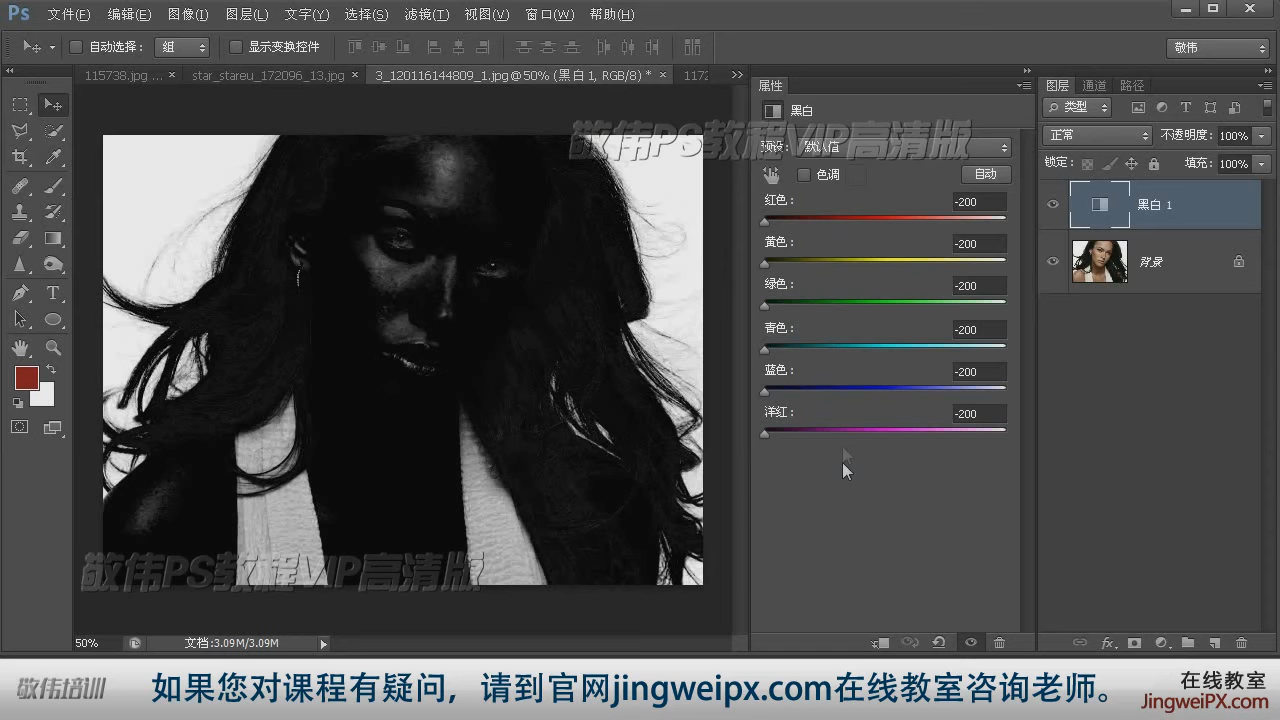 Ps 文件(F) 编辑(E) 图像(I) 图层(L) 文字(Y) 选择(S) 滤镜(T) 视图(V) 窗口(W) 帮助(H)
自动选择： 组 显示变换控件 敬伟
115738.jpg ... × star_stareu_172096_13.jpg × 3_120116144809_1.jpg@50% (黑白 1, RGB/8) * × 1173
属性
黑白
预设： 默认值
色调 自动
红色： -200
黄色： -200
绿色： -200
青色： -200
蓝色： -200
洋红： -200
图层 通道 路径
类型
正常 不透明度： 100%
锁定： 填充： 100%
黑白 1
背景
敬伟PS教程VIP高清版
敬伟PS教程VIP高清版
50% 文档:3.09M/3.09M
敬伟培训 如果您对课程有疑问，请到官网jingweipx.com在线教室咨询老师。
在线教室
JingweiPX.com